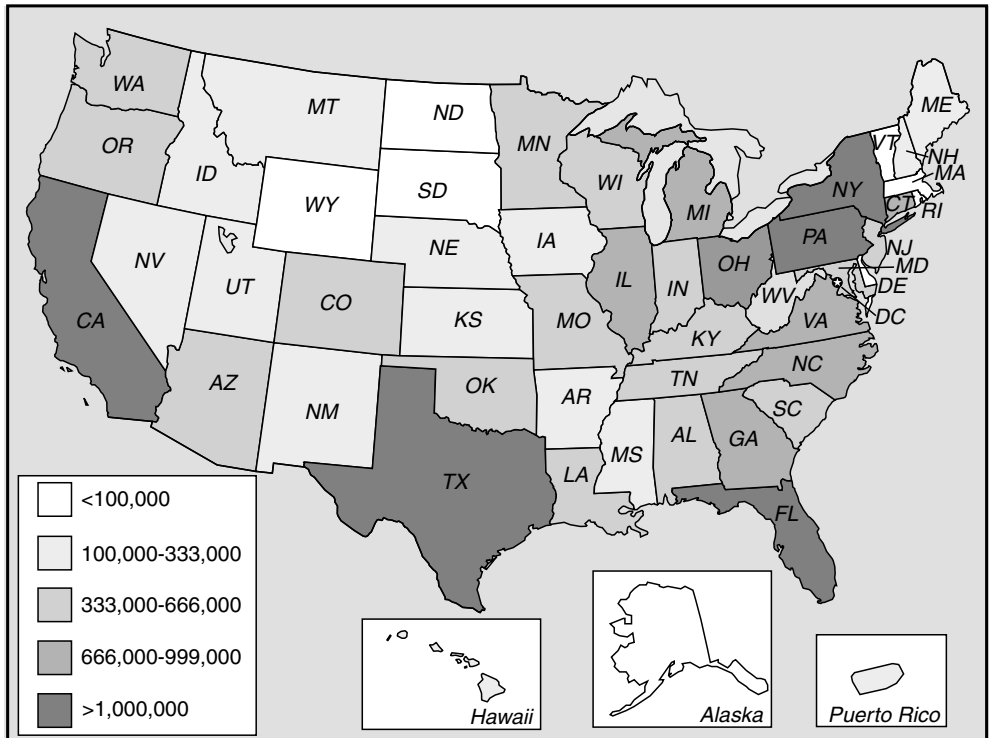 WA
MT
ND
ME
OR
MN
VT
ID
NH
MA
WI
SD
NY
WY
CT
RI
MI
IA
PA
NE
NJ
NV
OH
MD
UT
IL
IN
DE
WV
CO
DC
CA
KS
MO
VA
KY
NC
TN
AZ
OK
AR
SC
NM
AL
GA
MS
LA
TX
FL
<100,000
100,000-333,000
333,000-666,000
666,000-999,000
>1,000,000
Hawaii
Alaska
Puerto Rico